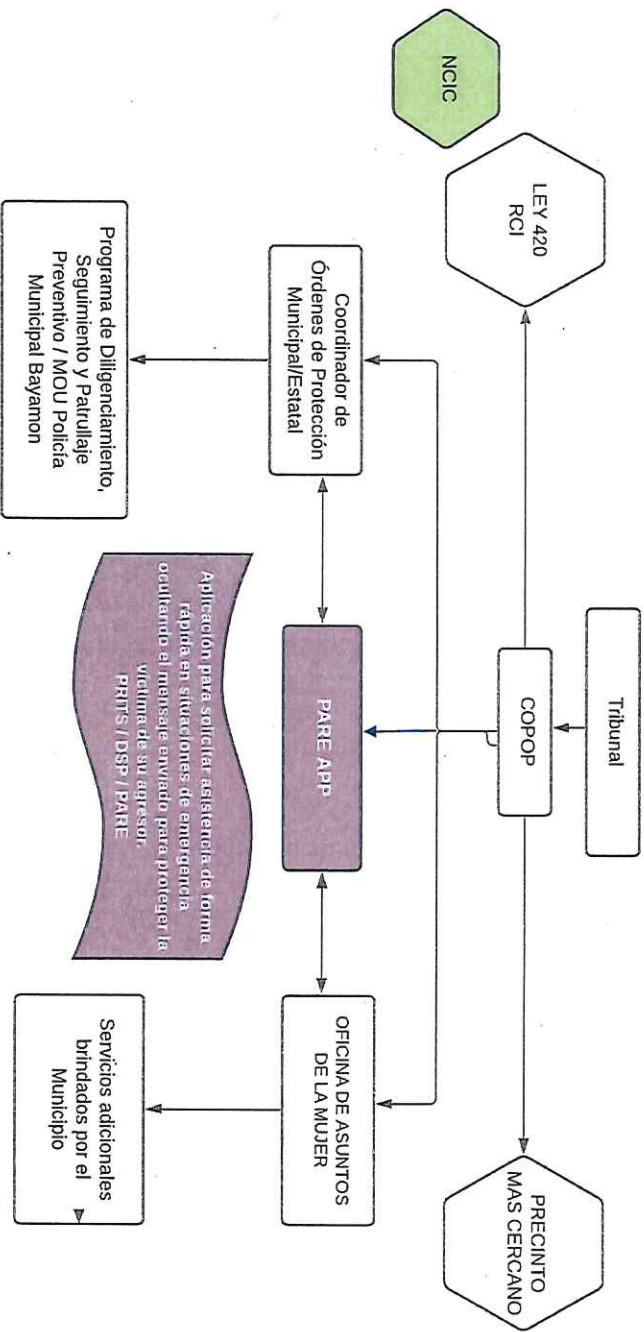 Tribunal
COPOP
LEY 420
RCI
NCIC
PRECINTO
MAS CERCANO
Coordinador de
Órdenes de Protección
Municipal/Estatal
PARE APP
OFICINA DE ASUNTOS
DE LA MUJER
Programa de Diligenciamiento,
Seguimiento y Patrullaje
Preventivo / MOU Policía
Municipal Bayamon
Aplicación para solicitar asistencia de forma
rápida en situaciones de emergencia
ocultando el mensaje enviado para proteger la
víctima de su agresor.
PRITS / DSP / PARE
Servicios adicionales
brindados por el
Municipio